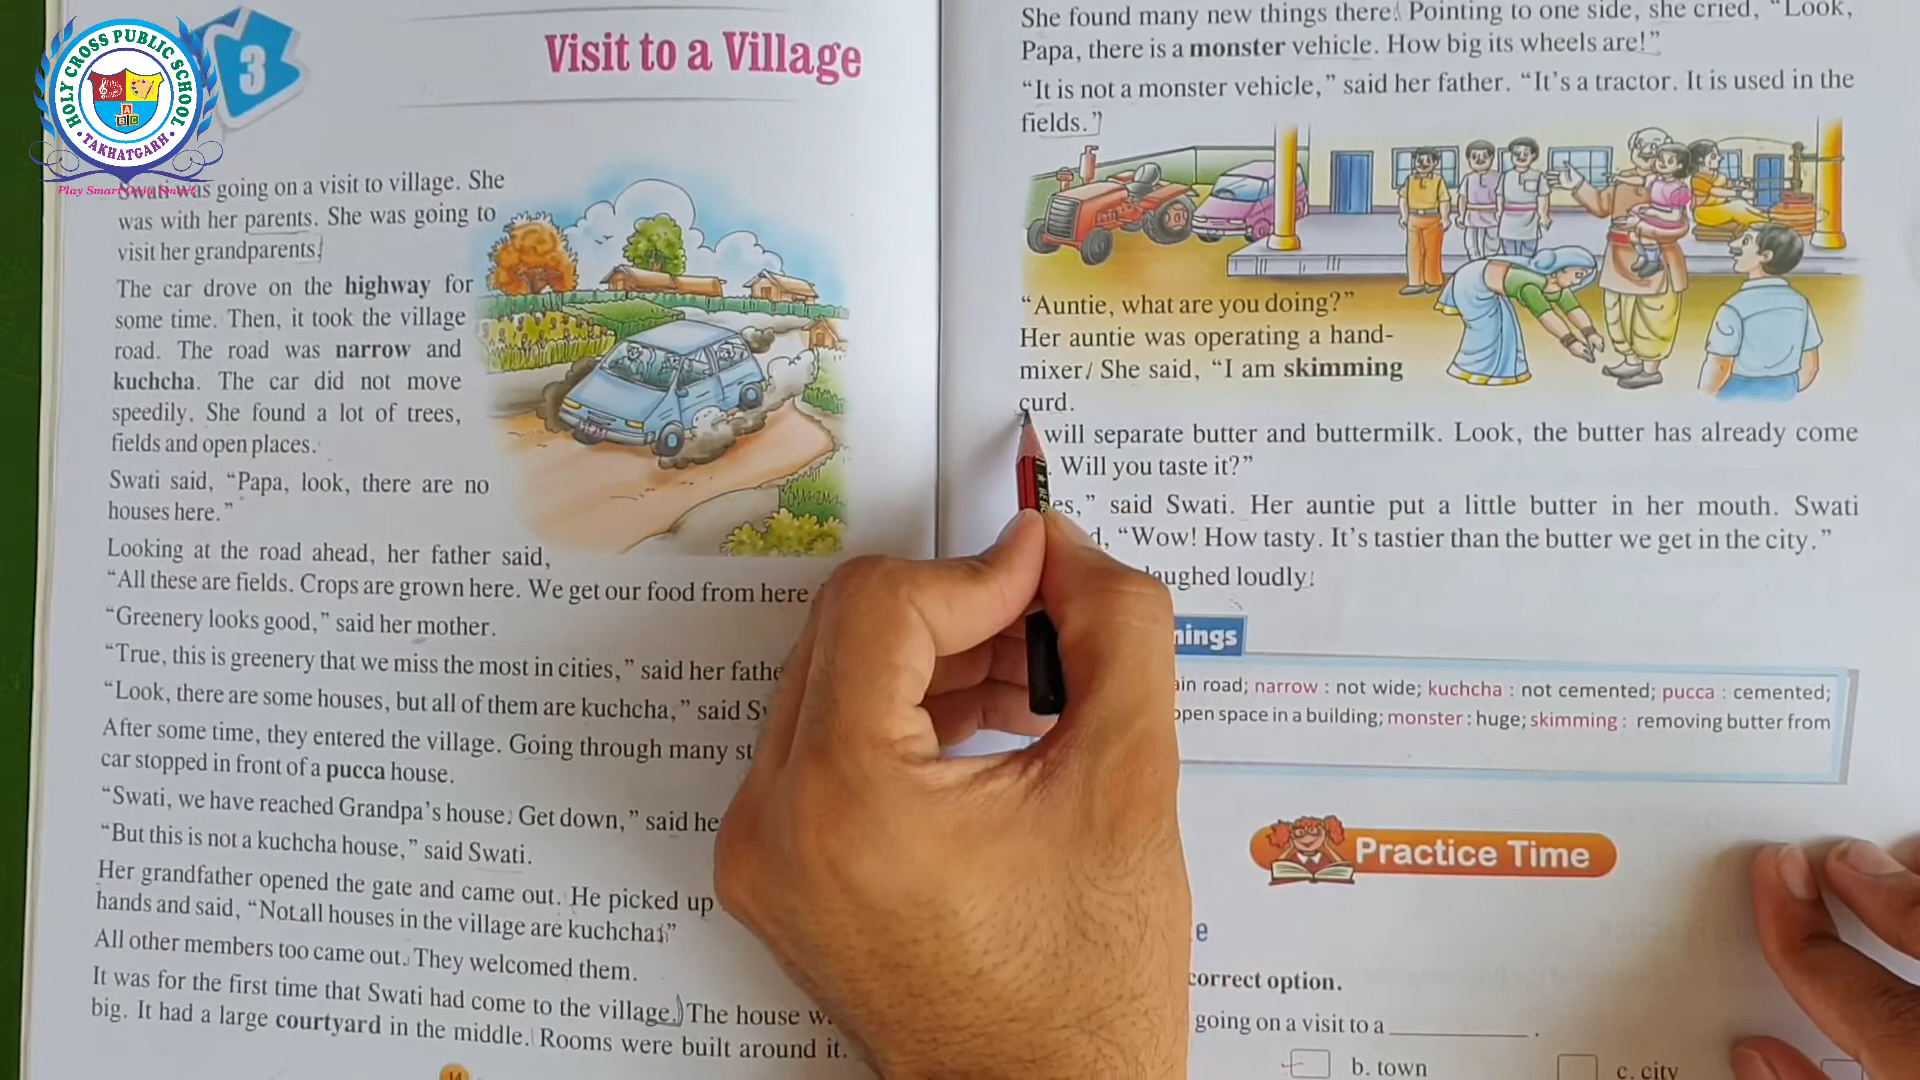 HOLY CROSS PUBLIC SCHOOL
ABC
TAKHATGARH
Play Smart Grow Smart
3
Visit to a Village
Swati was going on a visit to village. She
was with her parents. She was going to
visit her grandparents.
The car drove on the highway for
some time. Then, it took the village
road. The road was narrow and
kuchcha. The car did not move
speedily. She found a lot of trees,
fields and open places.
Swati said, “Papa, look, there are no
houses here.”
Looking at the road ahead, her father said,
“All these are fields. Crops are grown here. We get our food from here.
“Greenery looks good,” said her mother.
“True, this is greenery that we miss the most in cities,” said her
“Look, there are some houses, but all of them are kuchcha,” said
After some time, they entered the village. Going through many
car stopped in front of a pucca house.
“Swati, we have reached Grandpa’s house. Get down,” said
“But this is not a kuchcha house,” said Swati.
Her grandfather opened the gate and came out. He picked up
hands and said, “Not all houses in the village are kuchcha.”
All other members too came out. They welcomed them.
It was for the first time that Swati had come to the village. The house
big. It had a large courtyard in the middle. Rooms were built around it.
14
She found many new things there. Pointing to one side, she cried, “Look,
Papa, there is a monster vehicle. How big its wheels are!”
“It is not a monster vehicle,” said her father. “It’s a tractor. It is used in the
fields.”
“Auntie, what are you doing?”
Her auntie was operating a hand-
mixer. She said, “I am skimming
curd.
will separate butter and buttermilk. Look, the butter has already come
. Will you taste it?”
said Swati. Her auntie put a little butter in her mouth. Swati
“Wow! How tasty. It’s tastier than the butter we get in the city.”
laughed loudly.
road; narrow : not wide; kuchcha : not cemented; pucca : cemented;
open space in a building; monster : huge; skimming : removing butter from
Practice Time
correct option.
going on a visit to a ____________ .
b. town
c. city